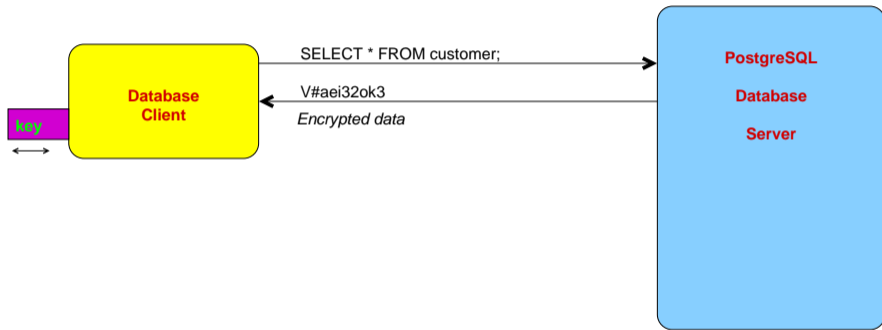 SELECT * FROM customer;
PostgreSQL
Database
Client
V#aei32ok3
Database
key
Encrypted data
Server